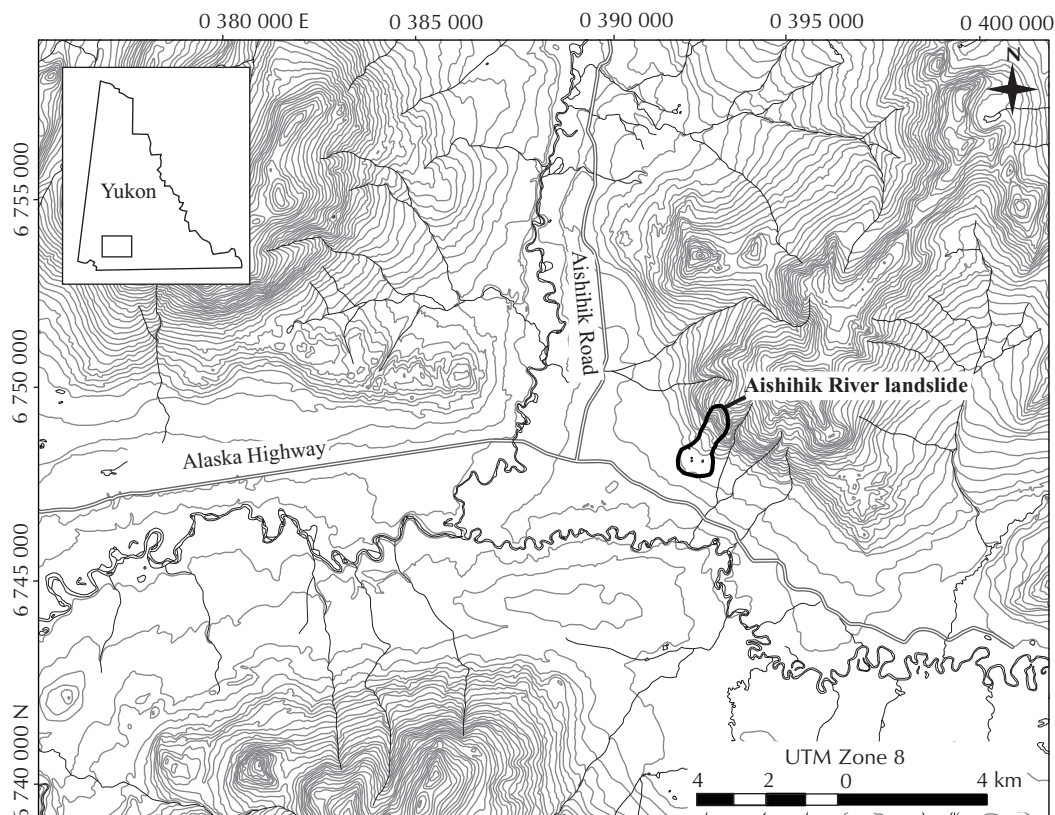 0 380 000 E
0 385 000
0 390 000
0 395 000
0 400 000
N
6 755 000
Yukon
Aishihik Road
6 750 000
Aishihik River landslide
Alaska Highway
6 745 000
6 740 000 N
UTM Zone 8
4 2 0 4 km